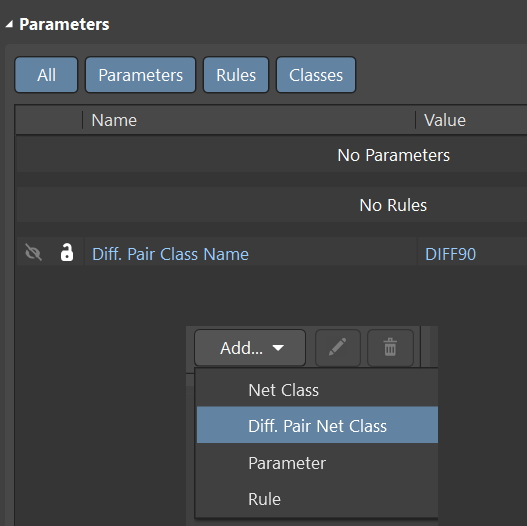 Parameters
All Parameters Rules Classes
Name Value
No Parameters
No Rules
Diff. Pair Class Name DIFF90
Add...
Net Class
Diff. Pair Net Class
Parameter
Rule